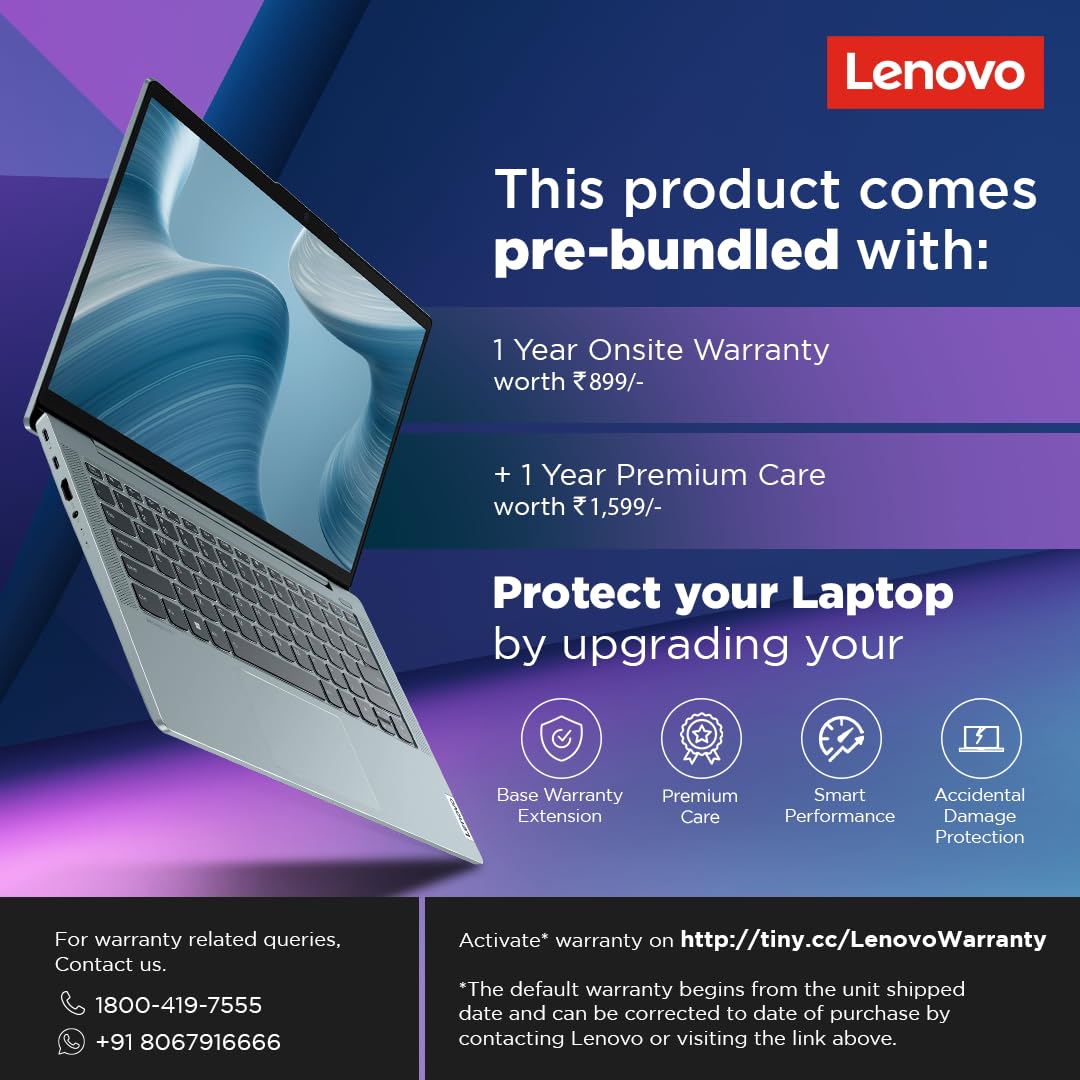 Lenovo
This product comes
pre-bundled with:
1 Year Onsite Warranty
worth ₹899/-
+ 1 Year Premium Care
worth ₹1,599/-
Protect your Laptop
by upgrading your
Base Warranty
Extension
Premium
Care
Smart
Performance
Accidental
Damage
Protection
Lenovo
For warranty related queries,
Contact us.
1800-419-7555
+91 8067916666
Activate* warranty on http://tiny.cc/LenovoWarranty
*The default warranty begins from the unit shipped
date and can be corrected to date of purchase by
contacting Lenovo or visiting the link above.